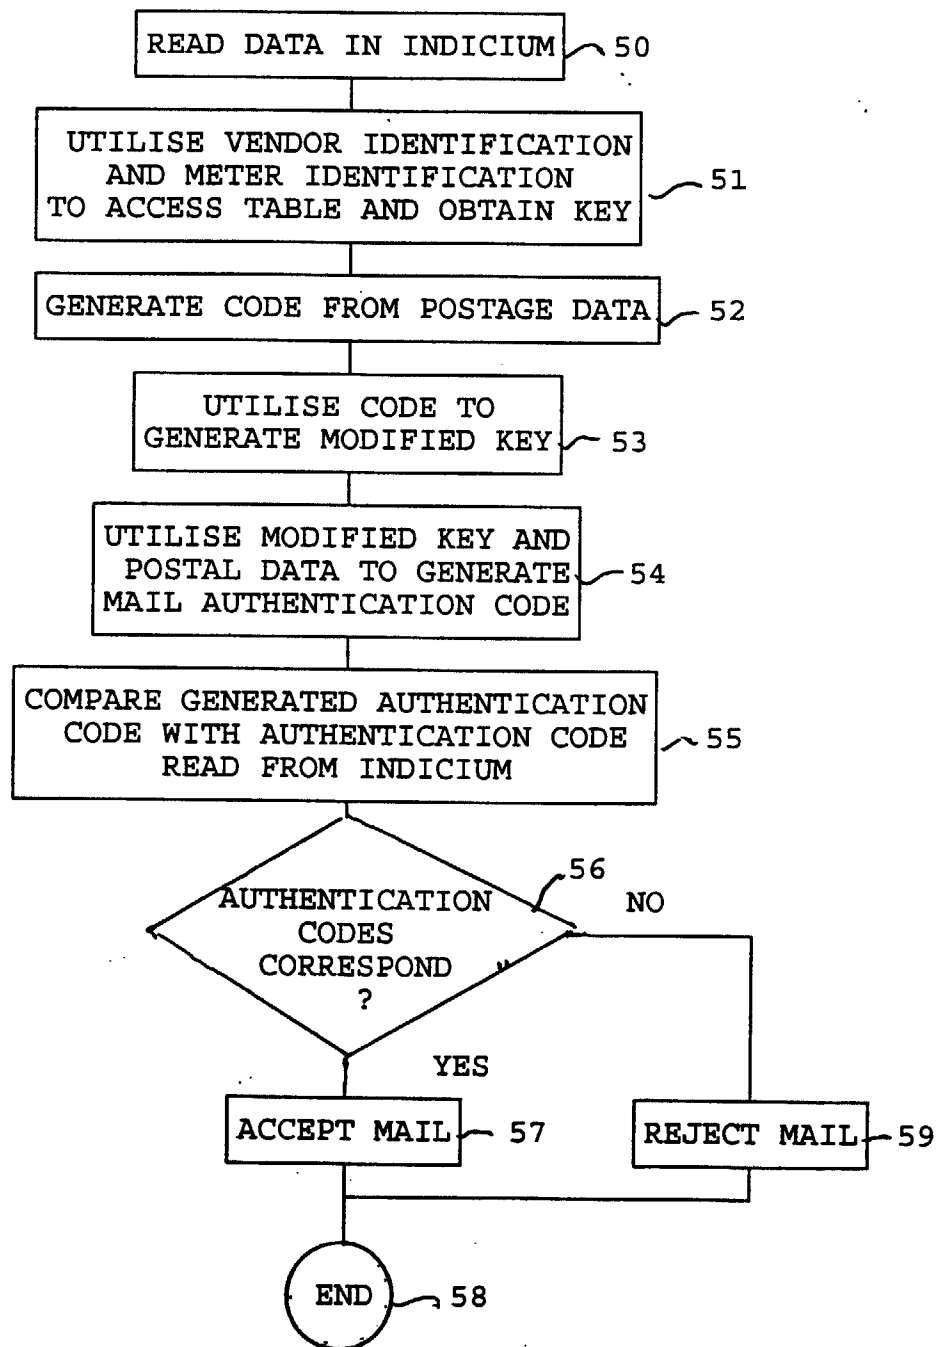 READ DATA IN INDICIUM
50
UTILISE VENDOR IDENTIFICATION
AND METER IDENTIFICATION
TO ACCESS TABLE AND OBTAIN KEY
51
GENERATE CODE FROM POSTAGE DATA
52
UTILISE CODE TO
GENERATE MODIFIED KEY
53
UTILISE MODIFIED KEY AND
POSTAL DATA TO GENERATE
MAIL AUTHENTICATION CODE
54
COMPARE GENERATED AUTHENTICATION
CODE WITH AUTHENTICATION CODE
READ FROM INDICIUM
55
56
AUTHENTICATION
CODES
CORRESPOND
?
NO
YES
ACCEPT MAIL
57
REJECT MAIL
59
END
58